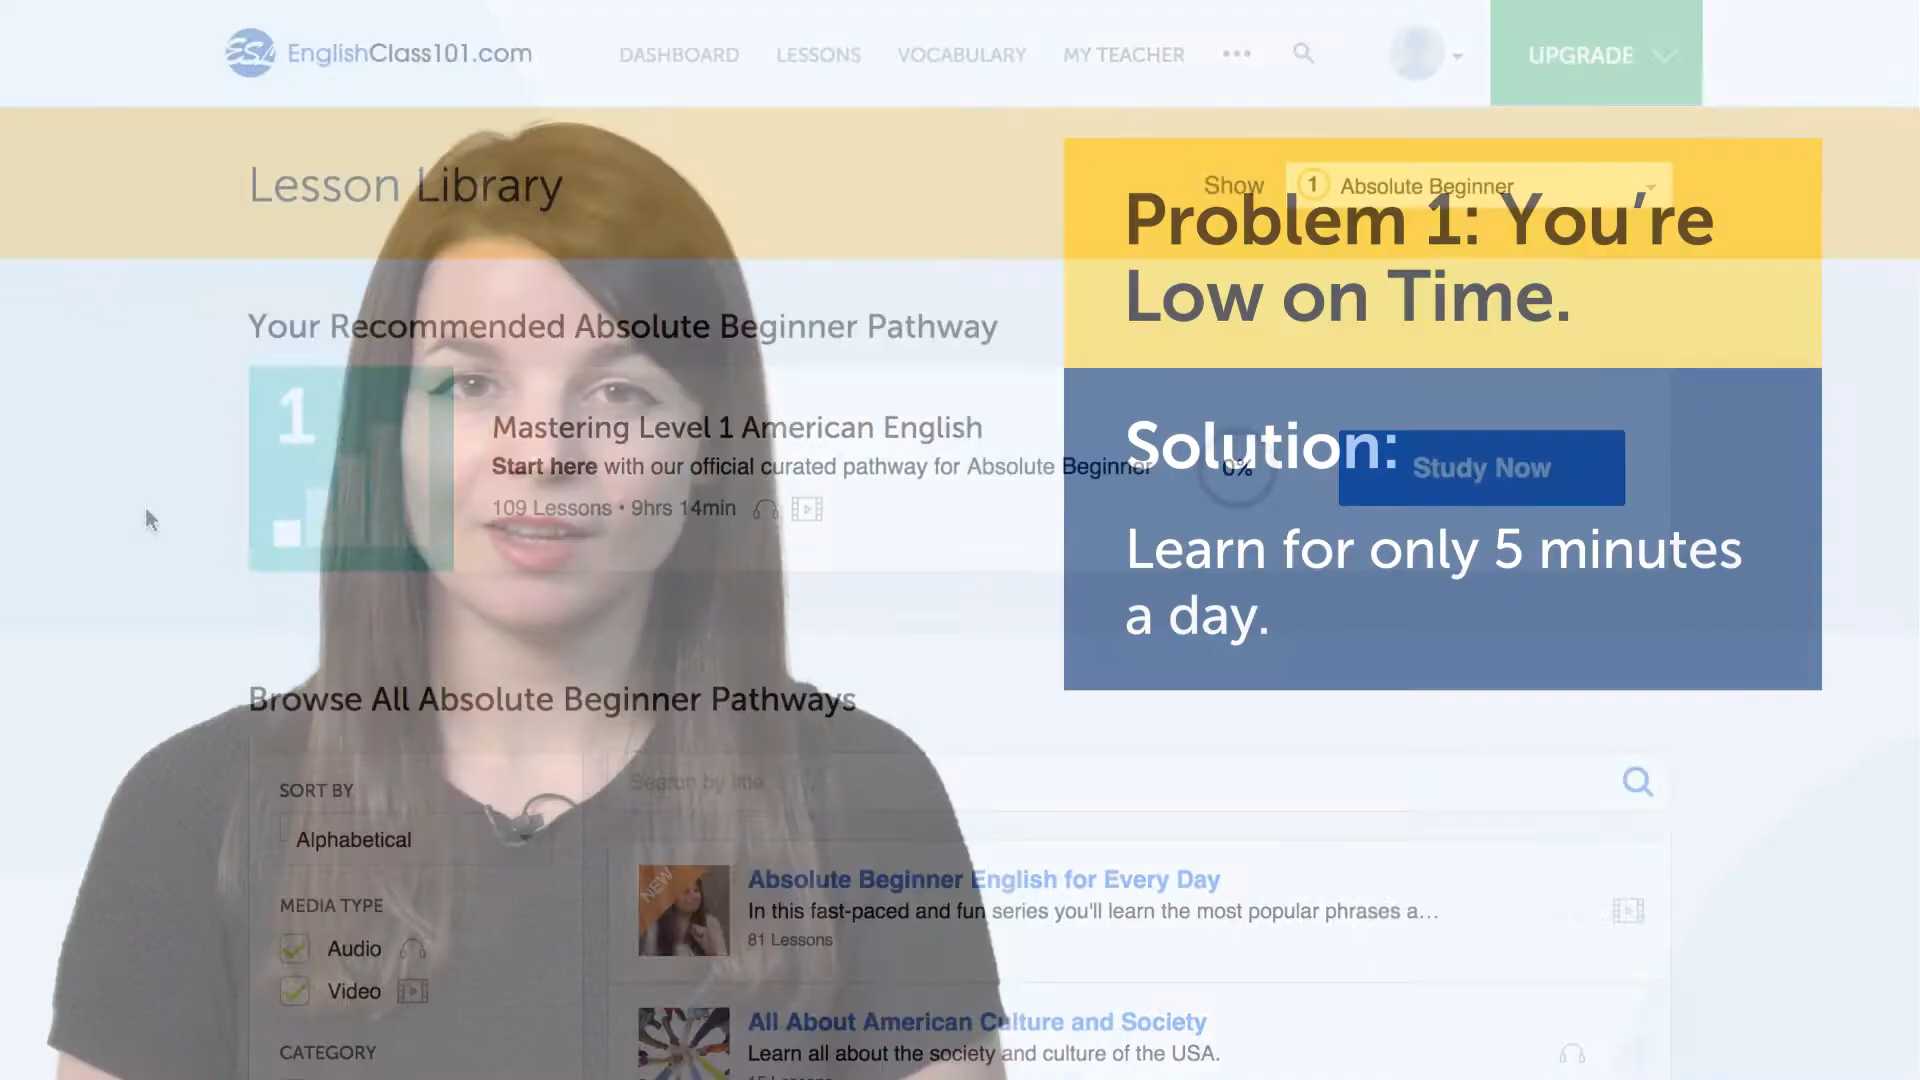 ESL EnglishClass101.com
DASHBOARD LESSONS VOCABULARY MY TEACHER ••• UPGRADE
Lesson Library
Show 1 Absolute Beginner
Problem 1: You're
Low on Time.
Your Recommended Absolute Beginner Pathway
1
Mastering Level 1 American English
Start here with our official curated pathway for Absolute Beginner
109 Lessons • 9hrs 14min
0%
Study Now
Solution:
Learn for only 5 minutes
a day.
Browse All Absolute Beginner Pathways
SORT BY
Alphabetical
MEDIA TYPE
Audio
Video
CATEGORY
Search by title
NEW
Absolute Beginner English for Every Day
In this fast-paced and fun series you'll learn the most popular phrases a…
81 Lessons
All About American Culture and Society
Learn all about the society and culture of the USA.